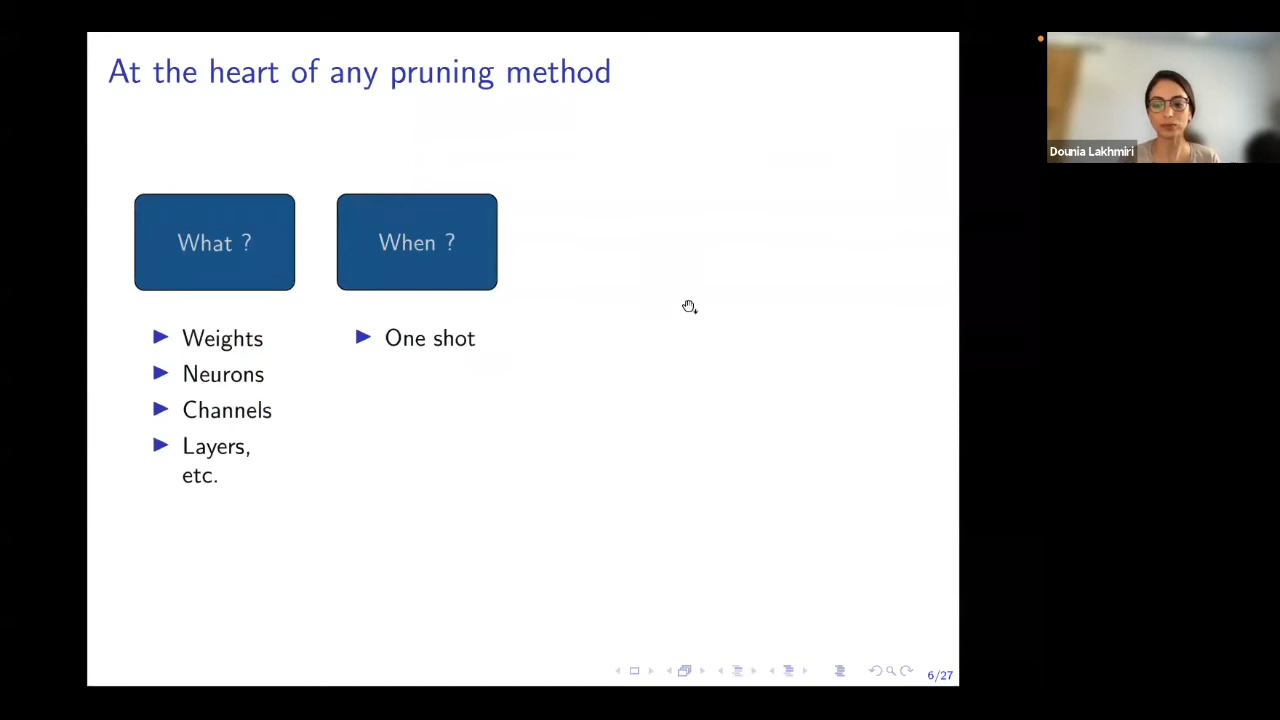 At the heart of any pruning method
What ?
When ?
Weights
Neurons
Channels
Layers,
etc.
One shot
6/27
Dounia Lakhmiri